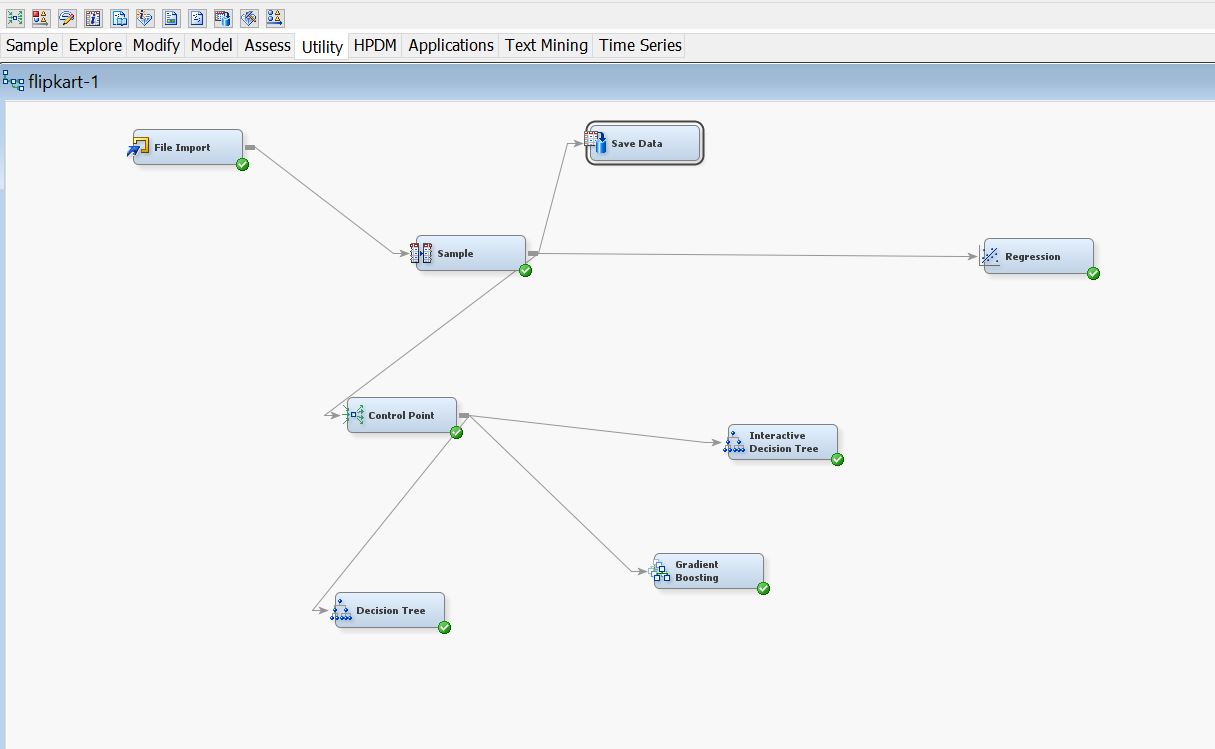 Sample Explore Modify Model Assess Utility HPDM Applications Text Mining Time Series
flipkart-1
File Import
Save Data
Sample
Regression
Control Point
Interactive
Decision Tree
Gradient
Boosting
Decision Tree